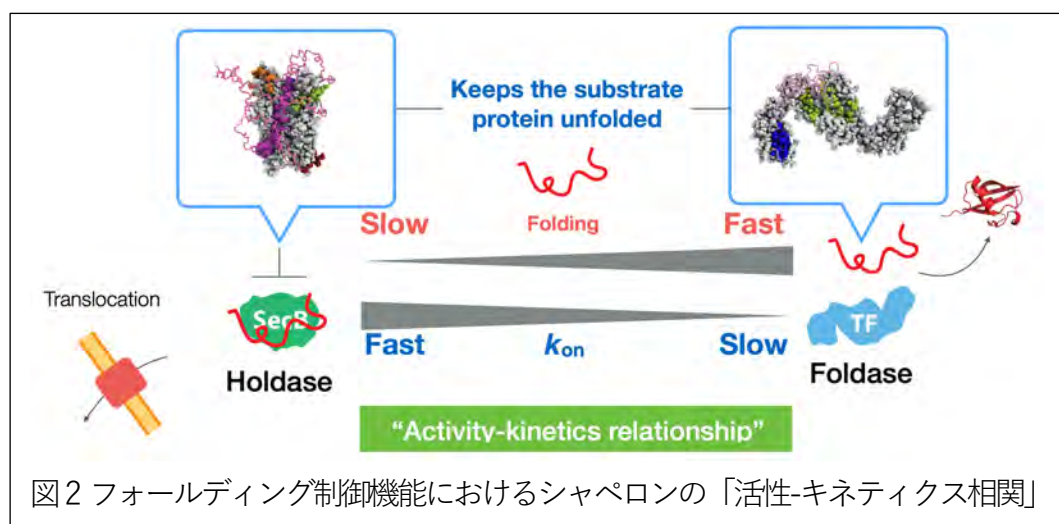 Keeps the substrate
protein unfolded
Slow
Folding
Fast
Translocation
SecB
TF
Fast
kon
Slow
Holdase
Foldase
“Activity-kinetics relationship”
図2 フォールディング制御機能におけるシャペロンの「活性-キネティクス相関」